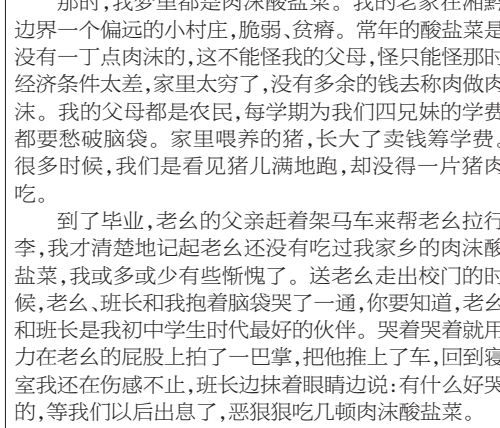 那时,我梦里都是肉沫酸盐菜。我的老家在湘黔
边界一个偏远的小村庄,脆弱、贫瘠。常年的酸盐菜是
没有一丁点肉沫的,这不能怪我的父母,怪只能怪那时
经济条件太差,家里太穷了,没有多余的钱去称肉做肉
沫。我的父母都是农民,每学期为我们四兄妹的学费
都要愁破脑袋。家里喂养的猪,长大了卖钱筹学费。
很多时候,我们是看见猪儿满地跑,却没得一片猪肉
吃。
到了毕业,老幺的父亲赶着架马车来帮老幺拉行
李,我才清楚地记起老幺还没有吃过我家乡的肉沫酸
盐菜,我或多或少有些惭愧了。送老幺走出校门的时
候,老幺、班长和我抱着脑袋哭了一通,你要知道,老幺
和班长是我初中学生时代最好的伙伴。哭着哭着就用
力在老幺的屁股上拍了一巴掌,把他推上了车,回到寝
室我还在伤感不止,班长边抹着眼睛边说:有什么好哭
的,等我们以后出息了,恶狠狠吃几顿肉沫酸盐菜。